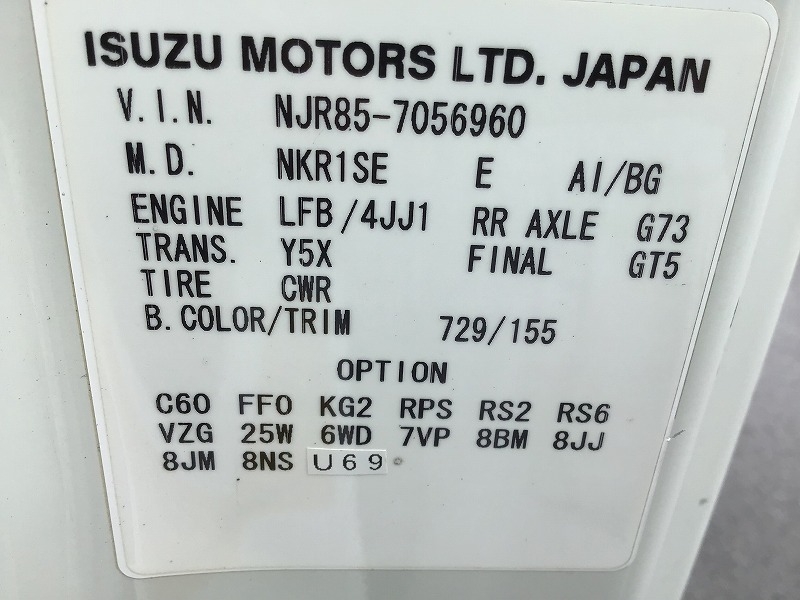 ISUZU MOTORS LTD. JAPAN
V.I.N. NJR85-7056960
M.D. NKR1SE E AI/BG
ENGINE LFB/4JJ1 RR AXLE G73
TRANS. Y5X FINAL GT5
TIRE CWR
B.COLOR/TRIM 729/155
OPTION
C60 FF0 KG2 RPS RS2 RS6
VZG 25W 6WD 7VP 8BM 8JJ
8JM 8NS U69